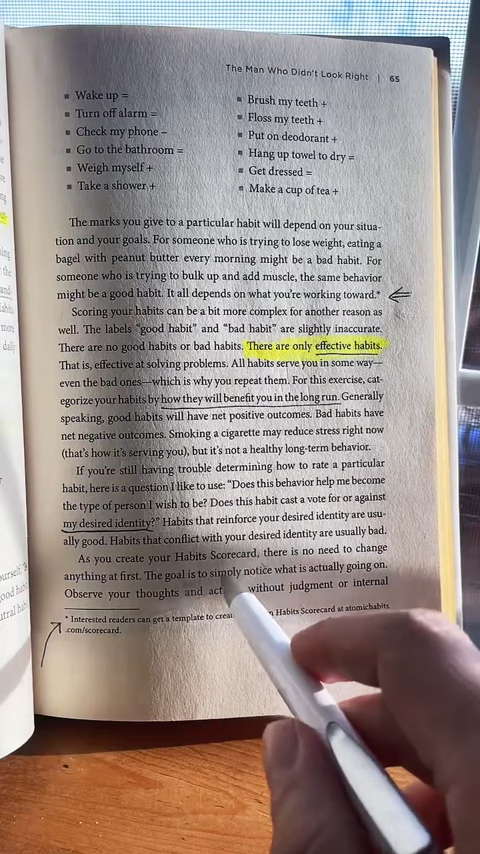 The Man Who Didn't Look Right | 65
▪ Wake up =
▪ Turn off alarm =
▪ Check my phone –
▪ Go to the bathroom =
▪ Weigh myself +
▪ Take a shower +
▪ Brush my teeth +
▪ Floss my teeth +
▪ Put on deodorant +
▪ Hang up towel to dry =
▪ Get dressed =
▪ Make a cup of tea +
The marks you give to a particular habit will depend on your situa-
tion and your goals. For someone who is trying to lose weight, eating a
bagel with peanut butter every morning might be a bad habit. For
someone who is trying to bulk up and add muscle, the same behavior
might be a good habit. It all depends on what you're working toward.*
Scoring your habits can be a bit more complex for another reason as
well. The labels “good habit” and “bad habit” are slightly inaccurate.
There are no good habits or bad habits. There are only effective habits.
That is, effective at solving problems. All habits serve you in some way—
even the bad ones—which is why you repeat them. For this exercise, cat-
egorize your habits by how they will benefit you in the long run. Generally
speaking, good habits will have net positive outcomes. Bad habits have
net negative outcomes. Smoking a cigarette may reduce stress right now
(that's how it's serving you), but it's not a healthy long-term behavior.
If you're still having trouble determining how to rate a particular
habit, here is a question I like to use: “Does this behavior help me become
the type of person I wish to be? Does this habit cast a vote for or against
my desired identity?” Habits that reinforce your desired identity are usu-
ally good. Habits that conflict with your desired identity are usually bad.
As you create your Habits Scorecard, there is no need to change
anything at first. The goal is to simply notice what is actually going on.
Observe your thoughts and act without judgment or internal
* Interested readers can get a template to creat n Habits Scorecard at atomichabits
.com/scorecard.